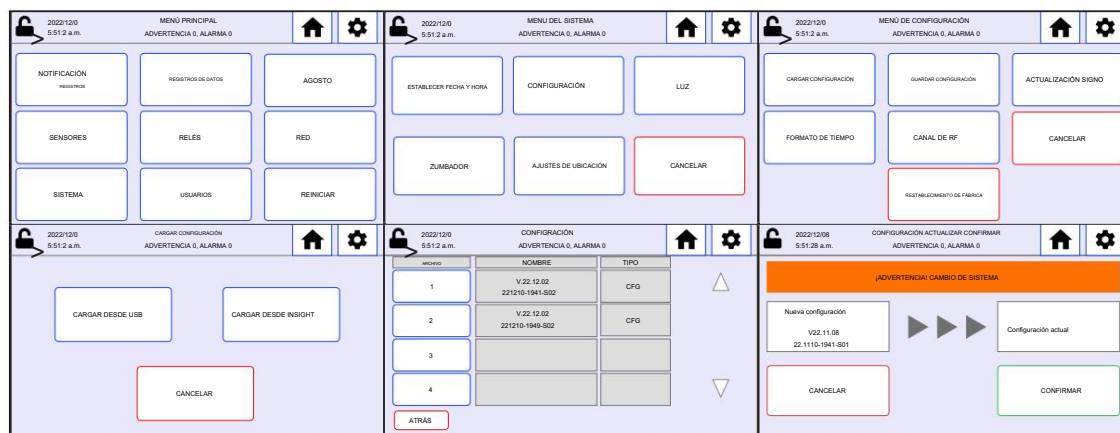 2022/12/0
5:51:2 a.m.
MENÚ PRINCIPAL
ADVERTENCIA 0, ALARMA 0
NOTIFICACIÓN
REGISTROS
REGISTROS DE DATOS
AGOSTO
SENSORES
RELÉS
RED
SISTEMA
USUARIOS
REINICIAR
2022/12/0
5:51:2 a.m.
MENU DEL SISTEMA
ADVERTENCIA 0, ALARMA 0
ESTABLECER FECHA Y HORA
CONFIGURACIÓN
LUZ
ZUMBADOR
AJUSTES DE UBICACIÓN
CANCELAR
2022/12/0
5:51:2 a.m.
MENÚ DE CONFIGURACIÓN
ADVERTENCIA 0, ALARMA 0
CARGAR CONFIGURACIÓN
GUARDAR CONFIGURACIÓN
ACTUALIZACIÓN SIGNO
FORMATO DE TIEMPO
CANAL DE RF
CANCELAR
RESTABLECIMIENTO DE FÁBRICA
2022/12/0
5:51:2 a.m.
CARGAR CONFIGURACIÓN
ADVERTENCIA 0, ALARMA 0
CARGAR DESDE USB
CARGAR DESDE INSIGHT
CANCELAR
2022/12/0
5:51:2 a.m.
CONFIGRACIÓN
ADVERTENCIA 0, ALARMA 0
ARCHIVO
NOMBRE
TIPO
1
V.22.12.02
221210-1941-S02
CFG
2
V.22.12.02
221210-1949-S02
CFG
3
4
ATRÁS
2022/12/08
5:51:28 a.m.
CONFIGURACIÓN ACTUALIZAR CONFIRMAR
ADVERTENCIA 0, ALARMA 0
¡ADVERTENCIA! CAMBIO DE SISTEMA
Nueva configuración
V22.11.08
22.1110-1941-S01
Configuración actual
CANCELAR
CONFIRMAR